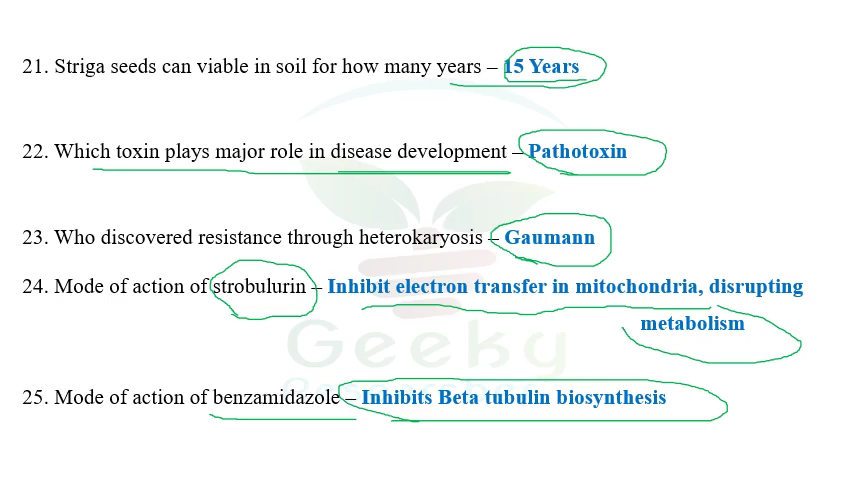 21. Striga seeds can viable in soil for how many years – 15 Years
22. Which toxin plays major role in disease development – Pathotoxin
23. Who discovered resistance through heterokaryosis – Gaumann
24. Mode of action of strobulurin – Inhibit electron transfer in mitochondria, disrupting
metabolism
Geeky
25. Mode of action of benzamidazole – Inhibits Beta tubulin biosynthesis